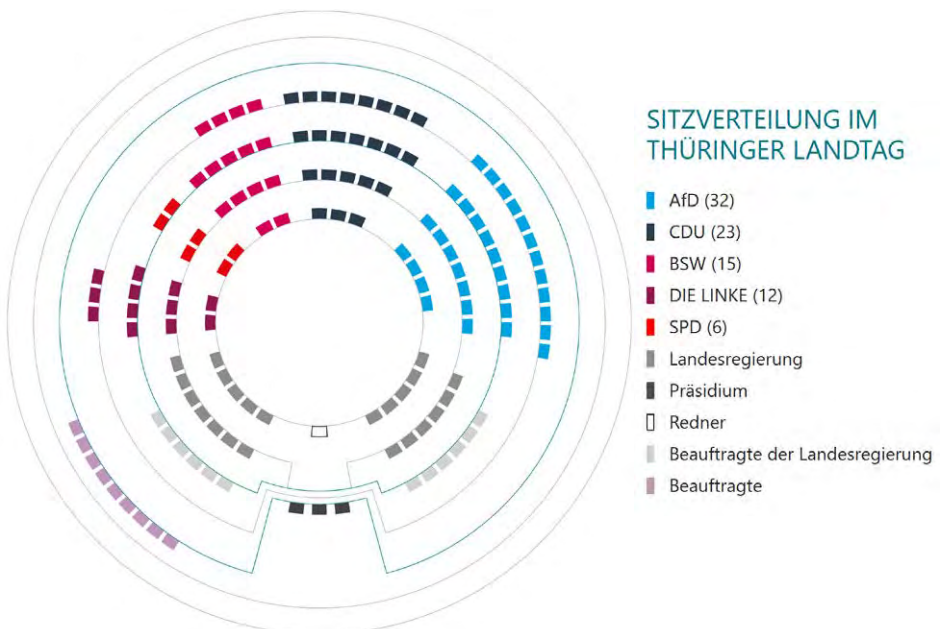 SITZVERTEILUNG IM
THÜRINGER LANDTAG
AfD (32)
CDU (23)
BSW (15)
DIE LINKE (12)
SPD (6)
Landesregierung
Präsidium
Redner
Beauftragte der Landesregierung
Beauftragte